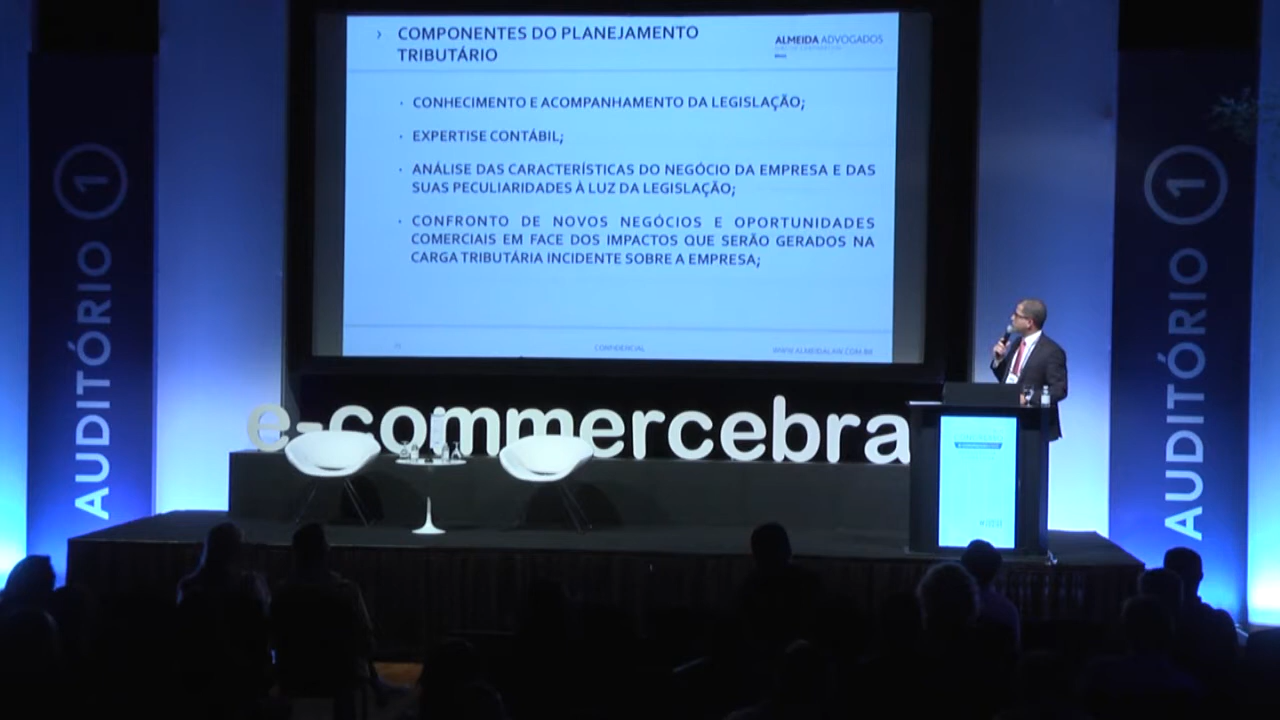 COMPONENTES DO PLANEJAMENTO
TRIBUTÁRIO
ALMEIDA ADVOGADOS
CONHECIMENTO E ACOMPANHAMENTO DA LEGISLAÇÃO;
EXPERTISE CONTÁBIL;
ANÁLISE DAS CARACTERÍSTICAS DO NEGÓCIO DA EMPRESA E DAS
SUAS PECULIARIDADES À LUZ DA LEGISLAÇÃO;
CONFRONTO DE NOVOS NEGÓCIOS E OPORTUNIDADES
COMERCIAIS EM FACE DOS IMPACTOS QUE SERÃO GERADOS NA
CARGA TRIBUTÁRIA INCIDENTE SOBRE A EMPRESA;
CONFIDENCIAL
WWW.ALMEIDALAW.COM.BR
AUDITÓRIO 1
AUDITÓRIO 1
e-commercebra